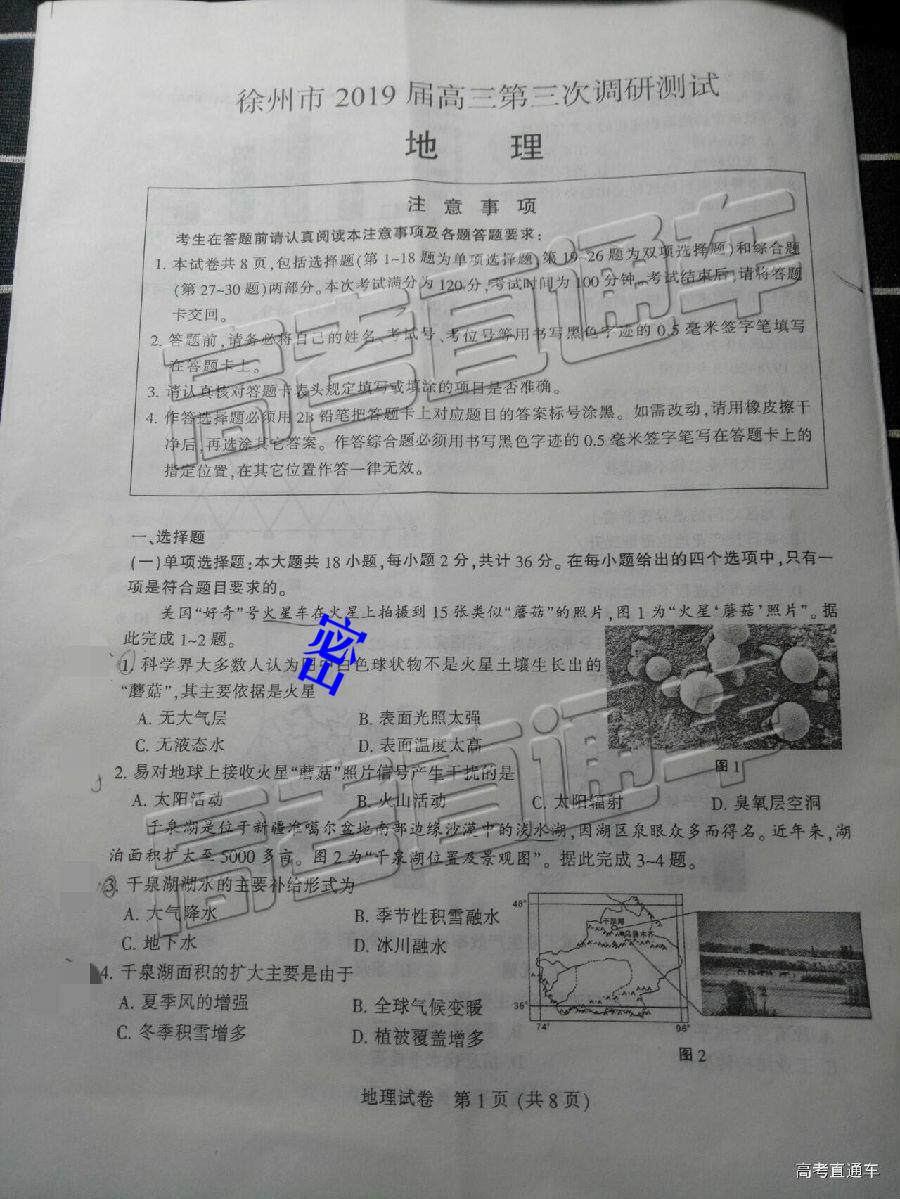 徐州市 2019 届高三第三次调研测试
地 理
注 意 事 项
考生在答题前请认真阅读本注意事项及各题答题要求:
1. 本试卷共 8 页,包括选择题(第 1~18 题为单项选择题,第 19~26 题为双项选择题)和综合题
(第 27~30 题)两部分。本次考试满分为 120 分,考试时间为 100 分钟。考试结束后,请将答题
卡交回。
2. 答题前,请务必将自己的姓名、考试号、考位号等用书写黑色字迹的 0.5 毫米签字笔填写
在答题卡上。
3. 请认真核对答题卡表头规定填写或填涂的项目是否准确。
4. 作答选择题必须用 2B 铅笔把答题卡上对应题目的答案标号涂黑。如需改动,请用橡皮擦干
净后,再选涂其它答案。作答综合题必须用书写黑色字迹的 0.5 毫米签字笔写在答题卡上的
指定位置,在其它位置作答一律无效。
高考直通车
一、选择题
(一)单项选择题:本大题共 18 小题,每小题 2 分,共计 36 分。在每小题给出的四个选项中,只有一
项是符合题目要求的。
美国“好奇”号火星车在火星上拍摄到 15 张类似“蘑菇”的照片,图 1 为“火星‘蘑菇’照片”。据
此完成 1~2 题。
密
1. 科学界大多数人认为图中白色球状物不是火星土壤生长出的
“蘑菇”,其主要依据是火星
A. 无大气层 B. 表面光照太强
C. 无液态水 D. 表面温度太高
图 1
高考直通车
2. 易对地球上接收火星“蘑菇”照片信号产生干扰的是
A. 太阳活动 B. 火山活动 C. 太阳辐射 D. 臭氧层空洞
千泉湖是位于新疆准噶尔盆地南部边缘沙漠中的淡水湖,因湖区泉眼众多而得名。近年来,湖
泊面积扩大至 5000 多亩。图 2 为“千泉湖位置及景观图”。据此完成 3~4 题。
3. 千泉湖湖水的主要补给形式为
A. 大气降水 B. 季节性积雪融水
C. 地下水 D. 冰川融水
4. 千泉湖面积的扩大主要是由于
A. 夏季风的增强 B. 全球气候变暖
C. 冬季积雪增多 D. 植被覆盖增多
48°
千泉湖
乌鲁木齐
36°
74° 96°
图 2
地理试卷 第 1 页 (共 8 页)
高考直通车